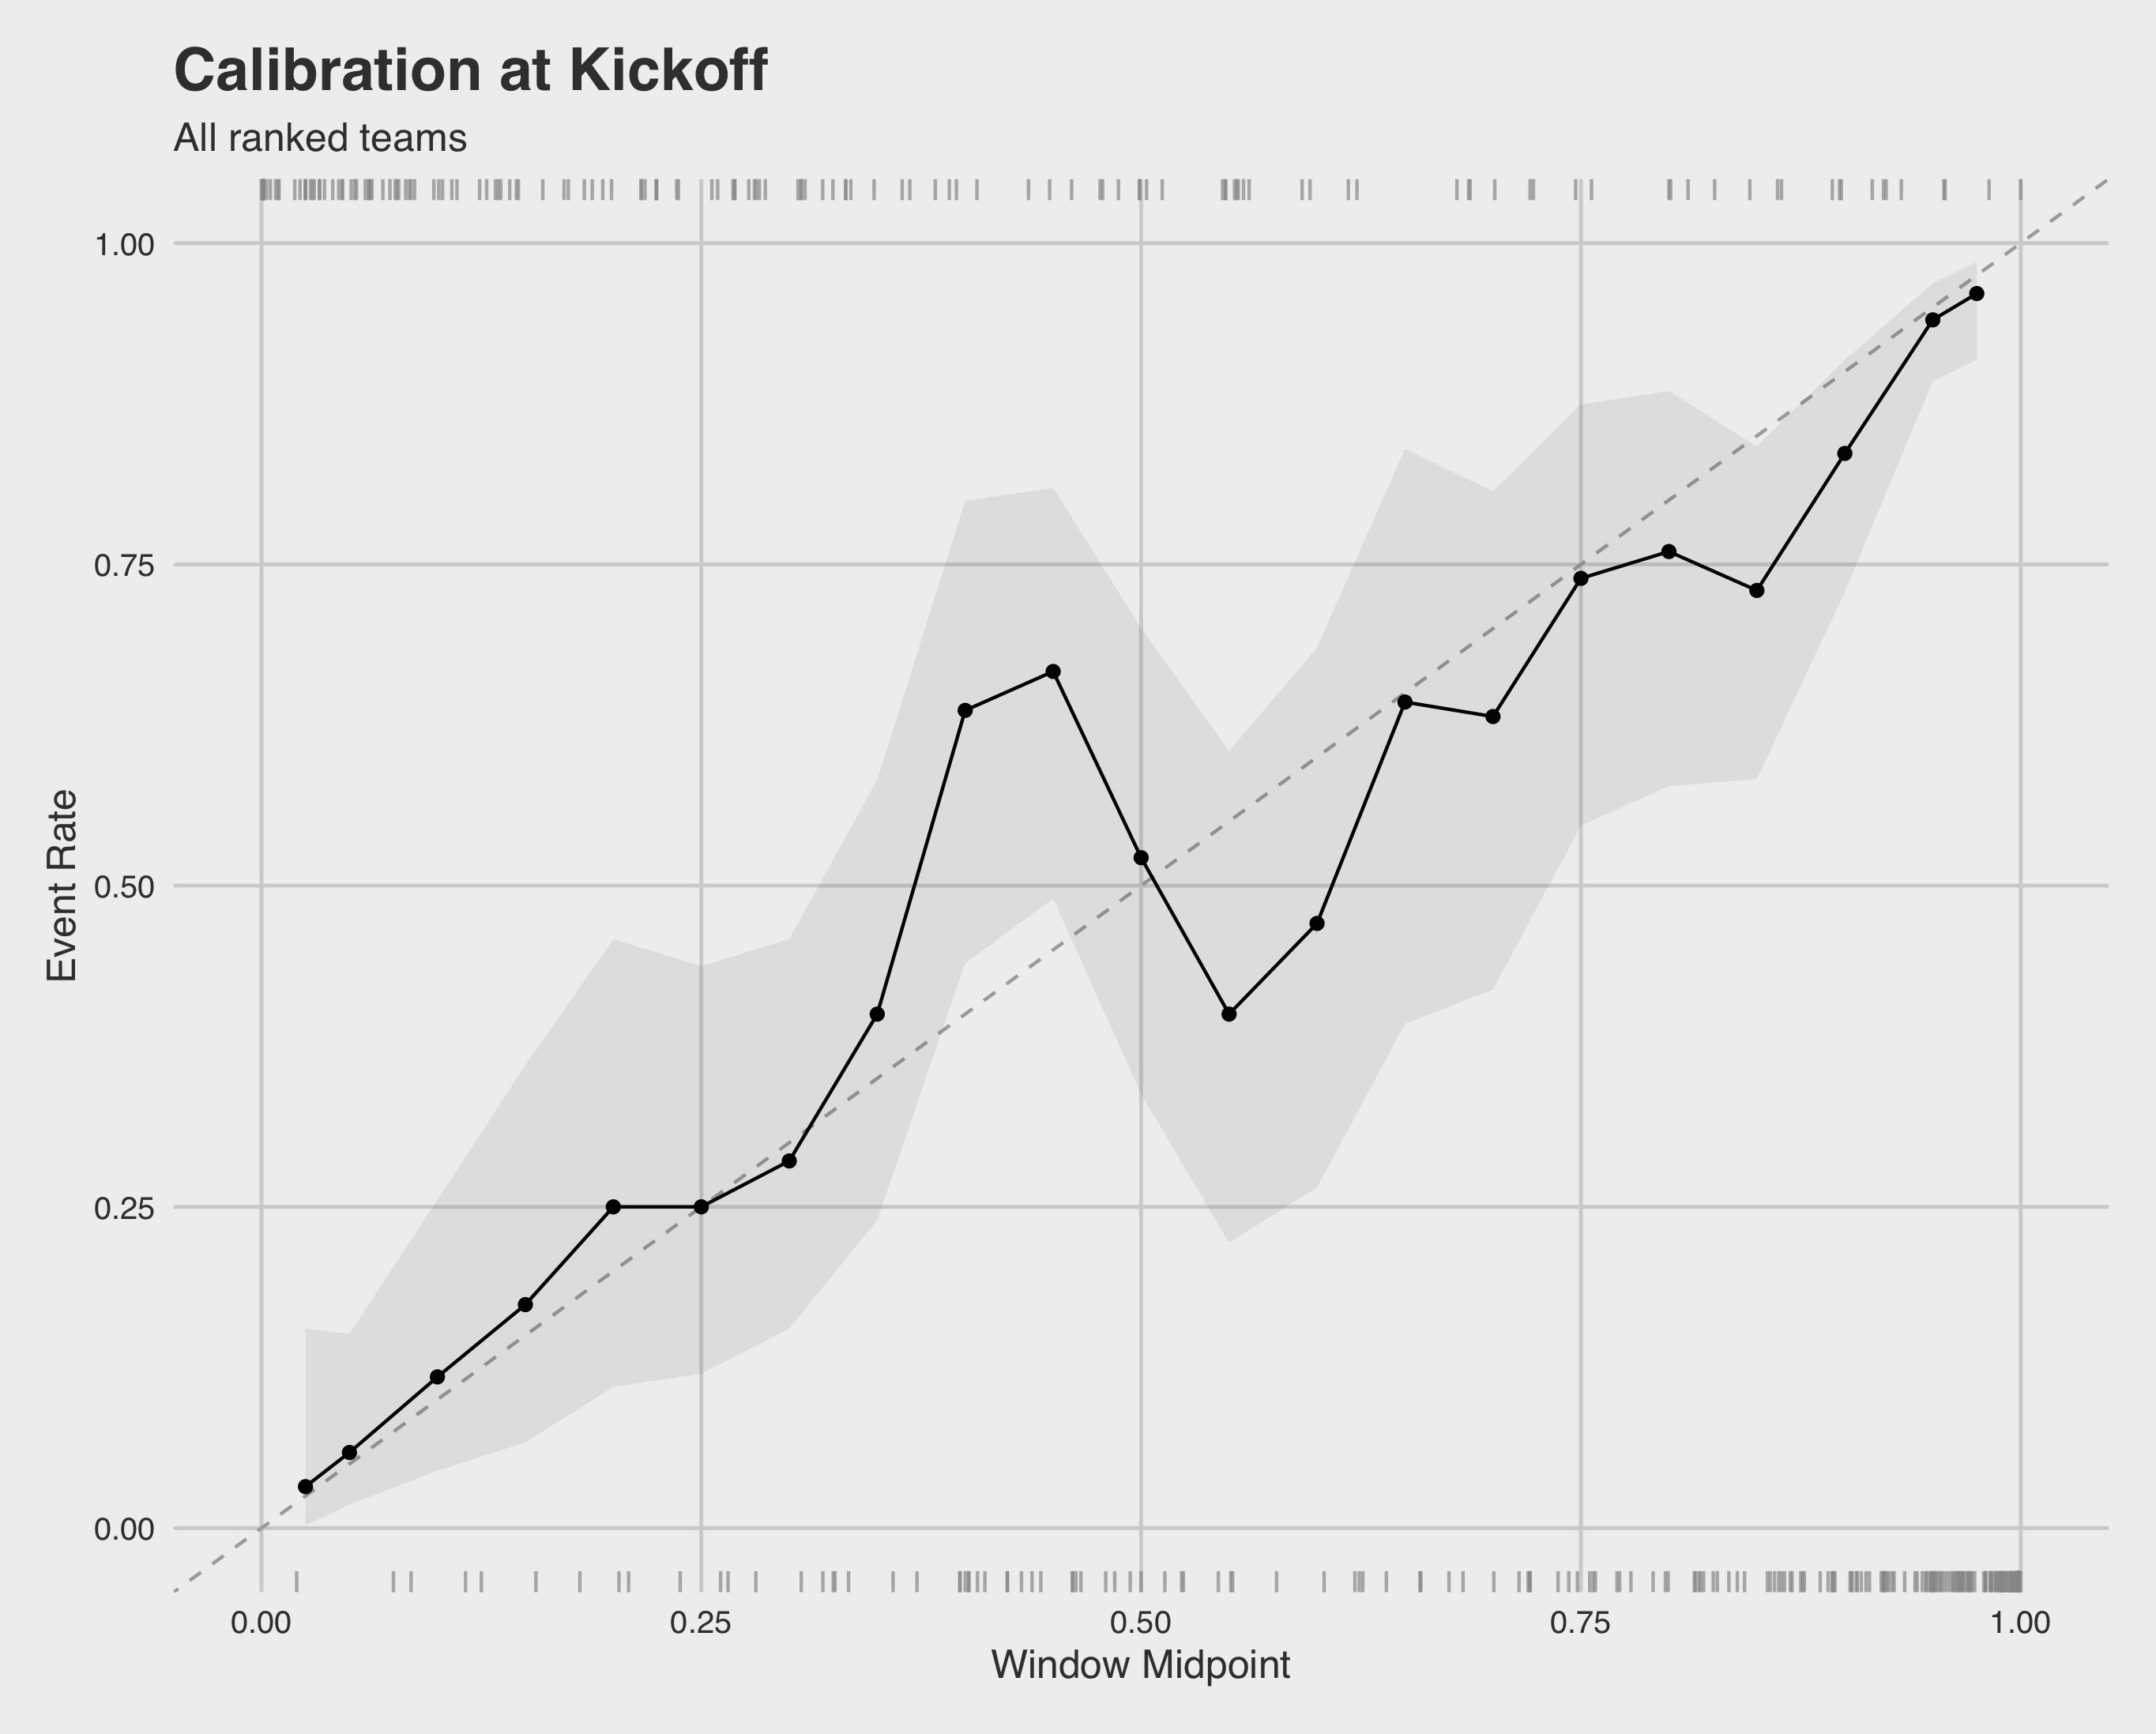 Calibration at Kickoff
All ranked teams
1.00
0.75
0.50
0.25
0.00
Event Rate
0.00 0.25 0.50 0.75 1.00
Window Midpoint